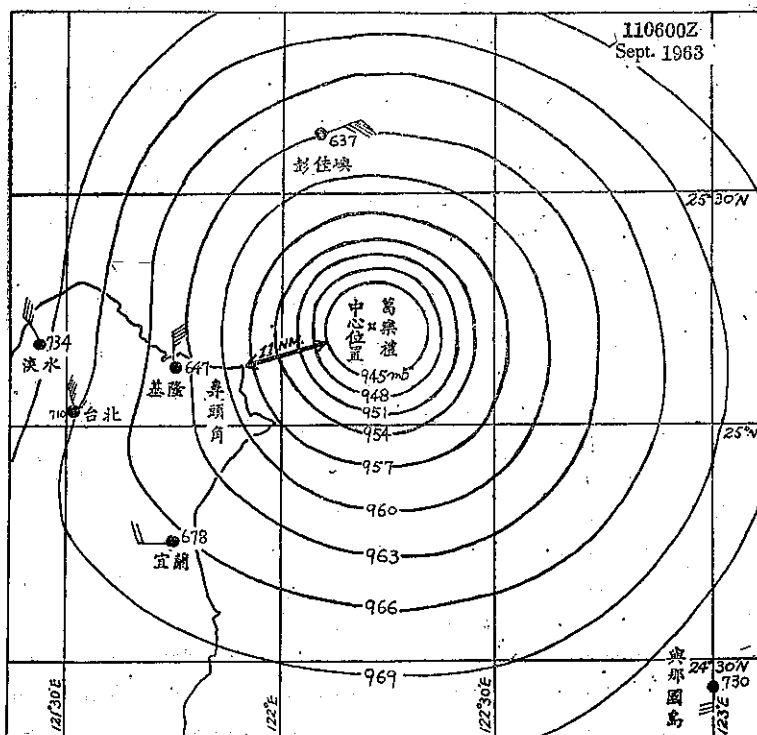 110600Z
Sept. 1963
637
彭佳嶼
25°30'N
葛樂禮
中心位置
11 NM.
734
淡水
647
基隆
鼻頭角
945mb
948
951
954
710
台北
25°N
957
960
963
678
宜蘭
966
969
24°30'N
與那國島
730
121°30'E
122°E
122°30'E
123°E